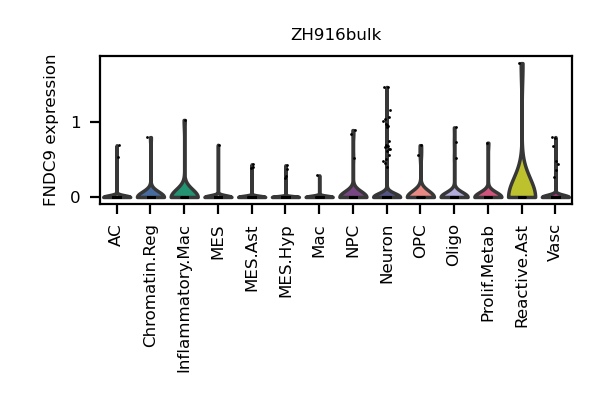 ZH916bulk
FNDC9 expression
1
0
AC
Chromatin.Reg
Inflammatory.Mac
MES
MES.Ast
MES.Hyp
Mac
NPC
Neuron
OPC
Oligo
Prolif.Metab
Reactive.Ast
Vasc